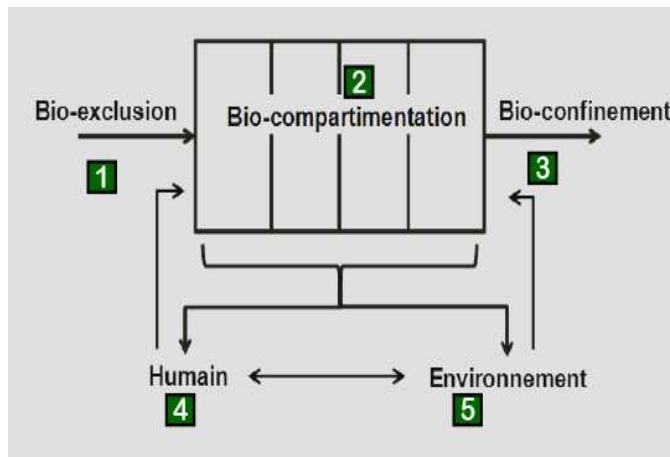 2
Bio-exclusion
Bio-compartimentation
Bio-confinement
1
3
Humain
Environnement
4
5